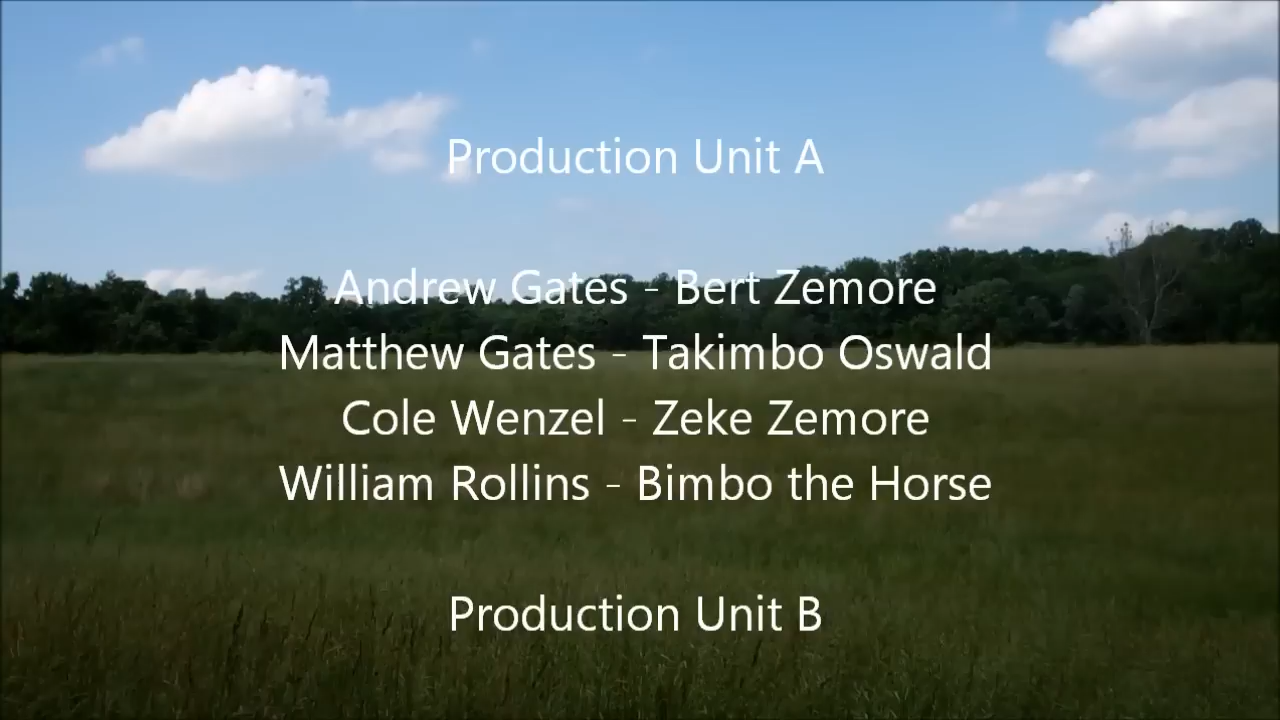 Production Unit A
Andrew Gates - Bert Zemore
Matthew Gates - Takimbo Oswald
Cole Wenzel - Zeke Zemore
William Rollins - Bimbo the Horse
Production Unit B